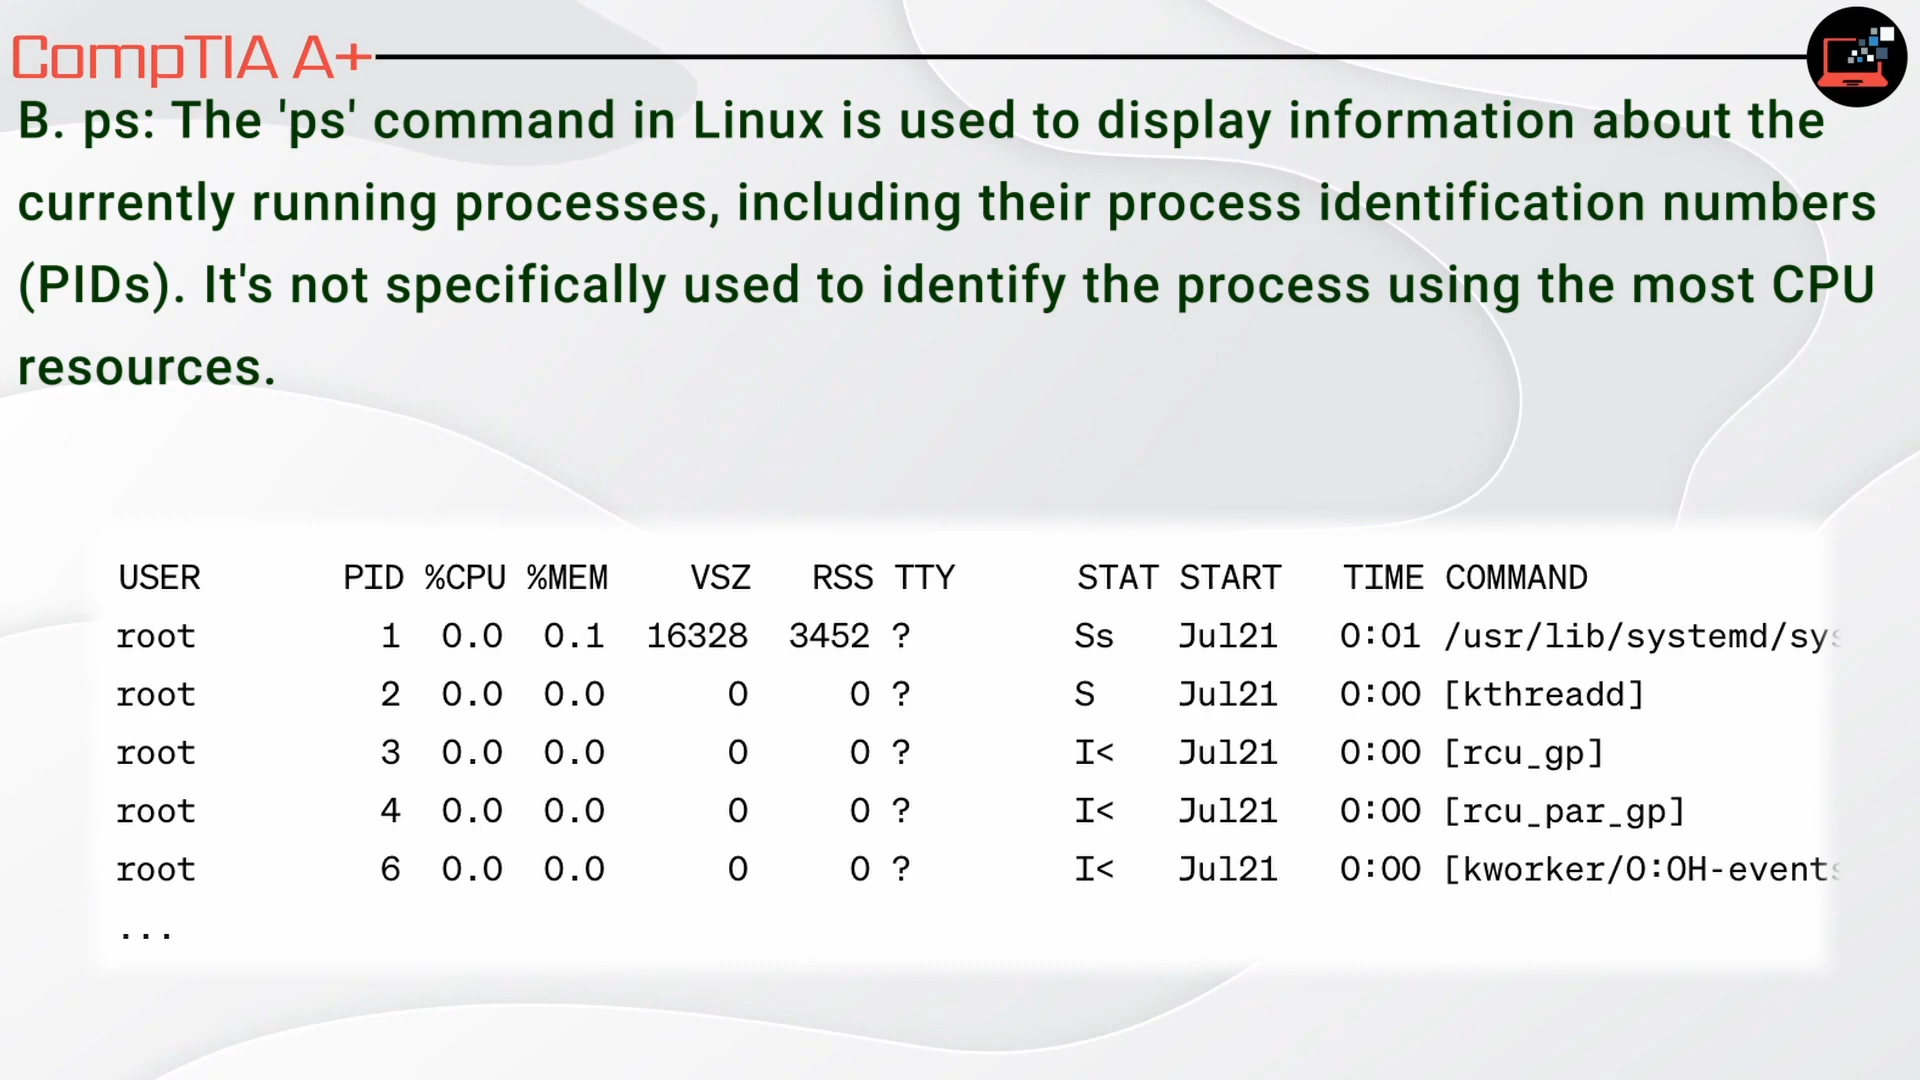 CompTIA A+
B. ps: The 'ps' command in Linux is used to display information about the
currently running processes, including their process identification numbers
(PIDs). It's not specifically used to identify the process using the most CPU
resources.
USER PID %CPU %MEM VSZ RSS TTY STAT START TIME COMMAND
root 1 0.0 0.1 16328 3452 ? Ss Jul21 0:01 /usr/lib/systemd/sys
root 2 0.0 0.0 0 0 ? S Jul21 0:00 [kthreadd]
root 3 0.0 0.0 0 0 ? I< Jul21 0:00 [rcu_gp]
root 4 0.0 0.0 0 0 ? I< Jul21 0:00 [rcu_par_gp]
root 6 0.0 0.0 0 0 ? I< Jul21 0:00 [kworker/0:0H-events
...